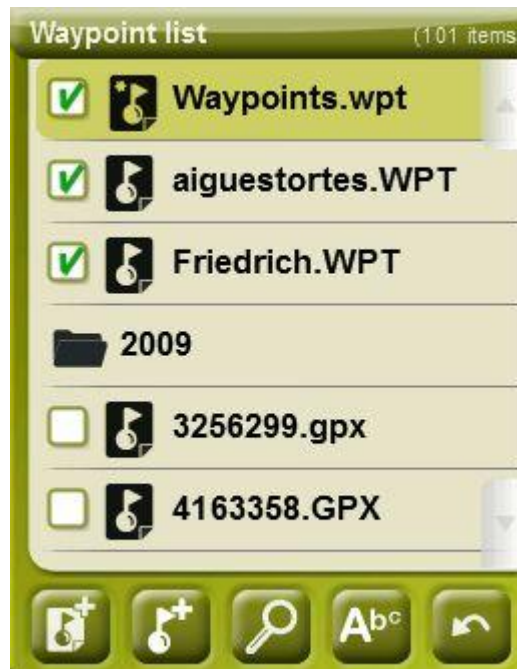 Waypoint list (101 items
Waypoints.wpt
aiguestortes.WPT
Friedrich.WPT
2009
3256299.gpx
4163358.GPX
Abc